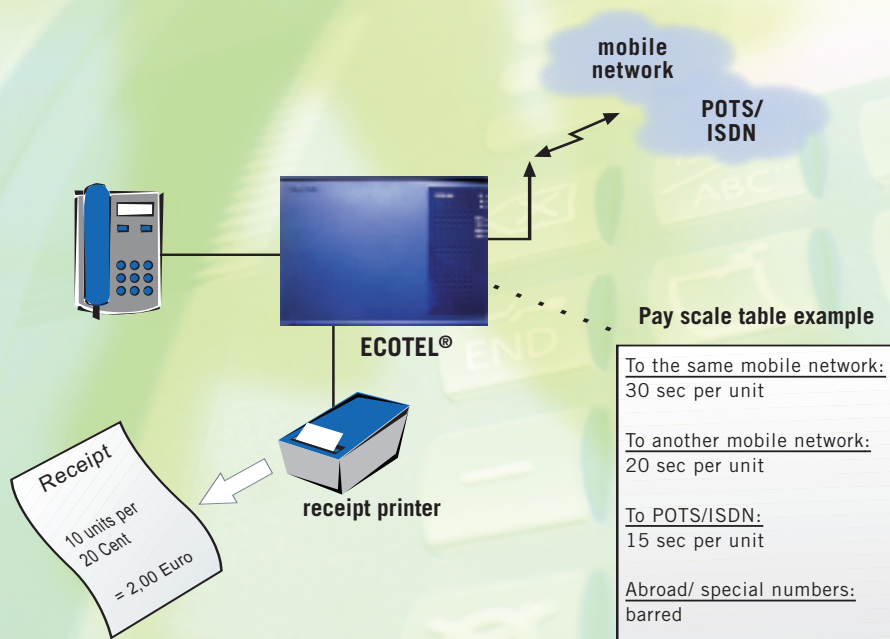 mobile
network
POTS/
ISDN
ECOTEL®
Pay scale table example
To the same mobile network:
30 sec per unit
To another mobile network:
20 sec per unit
To POTS/ISDN:
15 sec per unit
Abroad/ special numbers:
barred
receipt printer
Receipt
10 units per
20 Cent
= 2,00 Euro
END
ABC